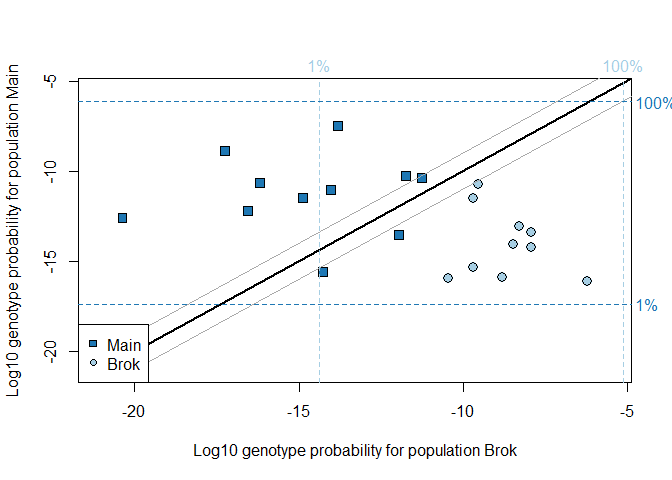 1% 100%
Log10 genotype probability for population Main
-5
-10
-15
-20
100%
1%
Main
Brok
-20 -15 -10 -5
Log10 genotype probability for population Brok